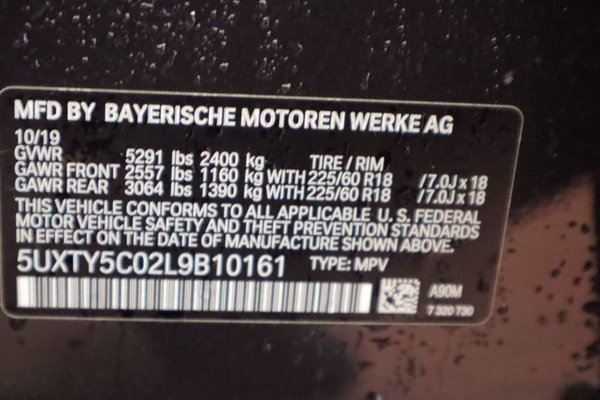 MFD BY BAYERISCHE MOTOREN WERKE AG
10/19
GVWR 5291 lbs 2400 kg TIRE / RIM
GAWR FRONT 2557 lbs 1160 kg WITH 225/60 R18 /7.0J x 18
GAWR REAR 3064 lbs 1390 kg WITH 225/60 R18 /7.0J x 18
THIS VEHICLE CONFORMS TO ALL APPLICABLE U.S. FEDERAL
MOTOR VEHICLE SAFETY AND THEFT PREVENTION STANDARDS
IN EFFECT ON THE DATE OF MANUFACTURE SHOWN ABOVE.
5UXTY5C02L9B10161 TYPE: MPV
A90M
7 320 730